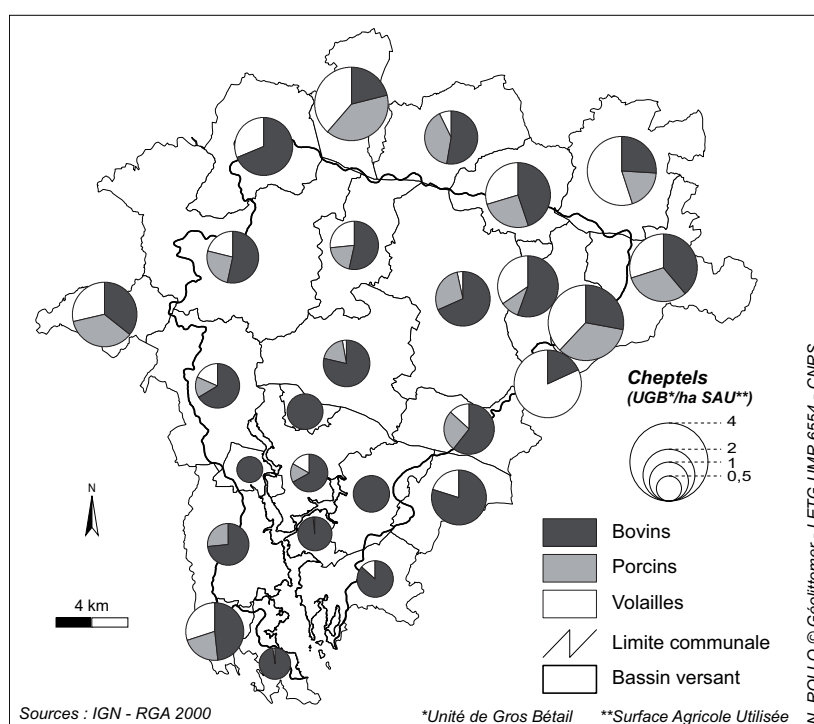 Cheptels
(UGB*/ha SAU**)
4
2
1
0,5
Bovins
Porcins
Volailles
Limite communale
Bassin versant
N
4 km
Sources : IGN - RGA 2000
*Unité de Gros Bétail **Surface Agricole Utilisée
N. ROLLO © Géolittomer - LETG UMR 6554 - CNRS